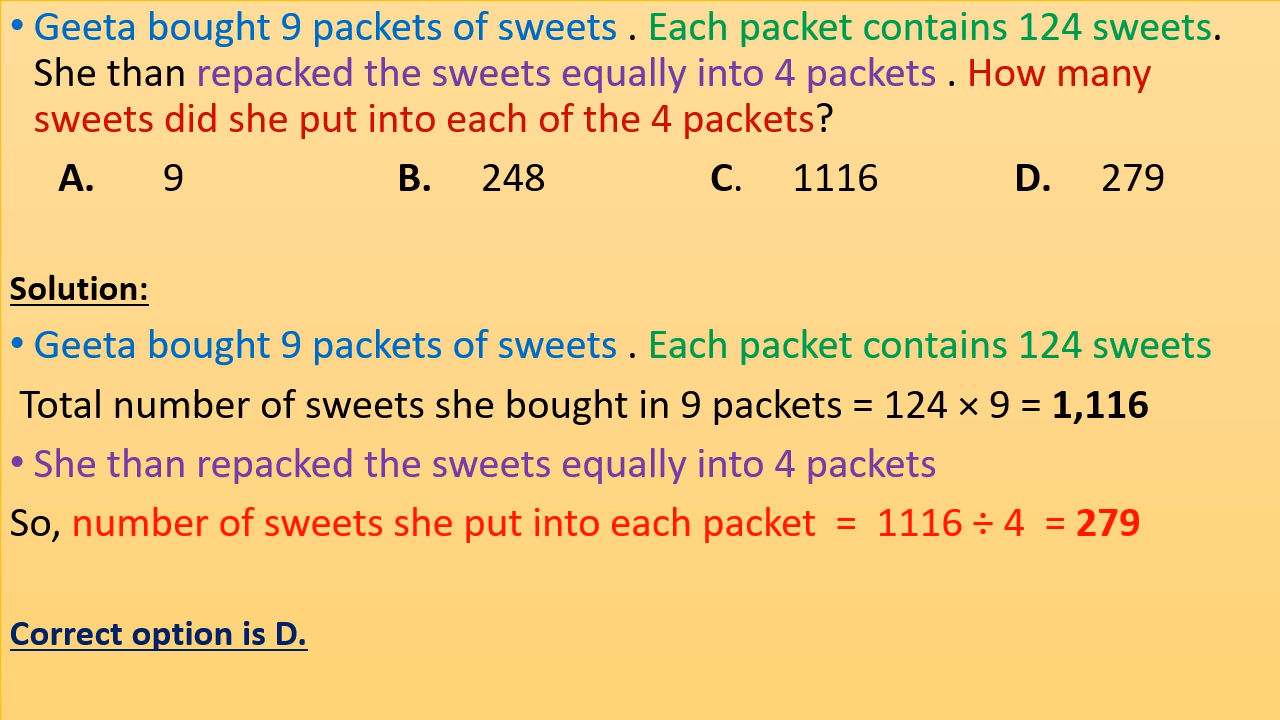 • Geeta bought 9 packets of sweets . Each packet contains 124 sweets.
She than repacked the sweets equally into 4 packets . How many
sweets did she put into each of the 4 packets?
A. 9 B. 248 C. 1116 D. 279
Solution:
• Geeta bought 9 packets of sweets . Each packet contains 124 sweets
Total number of sweets she bought in 9 packets = 124 × 9 = 1,116
• She than repacked the sweets equally into 4 packets
So, number of sweets she put into each packet = 1116 ÷ 4 = 279
Correct option is D.